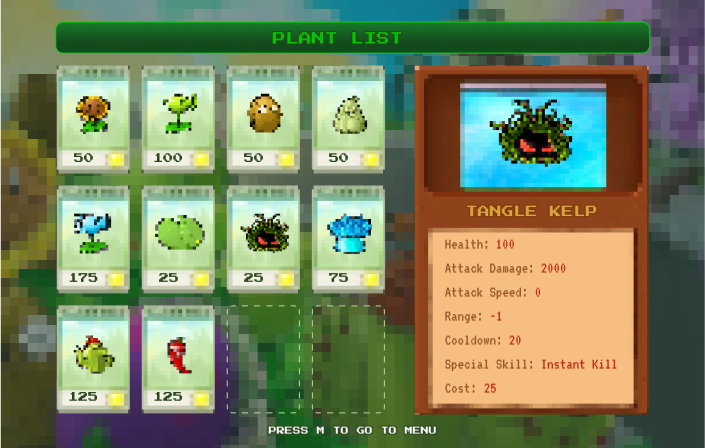 PLANT LIST
50
100
50
50
175
25
25
75
125
125
TANGLE KELP
Health: 100
Attack Damage: 2000
Attack Speed: 0
Range: -1
Cooldown: 20
Special Skill: Instant Kill
Cost: 25
PRESS M TO GO TO MENU